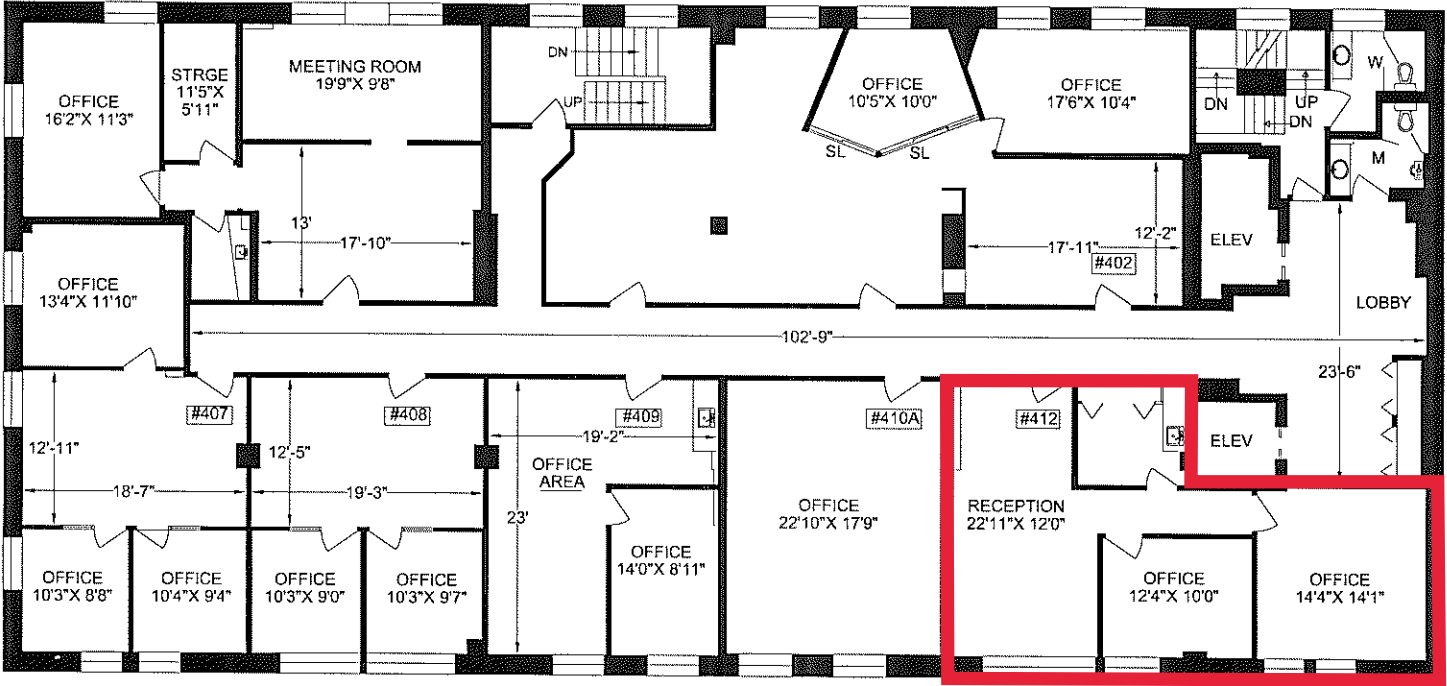 STRGE
11'5"X
5'11"
MEETING ROOM
19'9"X 9'8"
DN
UP
OFFICE
16'2"X 11'3"
OFFICE
10'5"X 10'0"
SL
SL
OFFICE
17'6"X 10'4"
DN
UP
DN
W
M
13'
17'-10"
17'-11"
12'-2"
#402
ELEV
LOBBY
OFFICE
13'4"X 11'10"
102'-9"
23'-6"
#407
12'-11"
18'-7"
#408
12'-5"
19'-3"
#409
19'-2"
OFFICE
AREA
23'
#410A
OFFICE
22'10"X 17'9"
#412
RECEPTION
22'11"X 12'0"
ELEV
OFFICE
10'3"X 8'8"
OFFICE
10'4"X 9'4"
OFFICE
10'3"X 9'0"
OFFICE
10'3"X 9'7"
OFFICE
14'0"X 8'11"
OFFICE
12'4"X 10'0"
OFFICE
14'4"X 14'1"